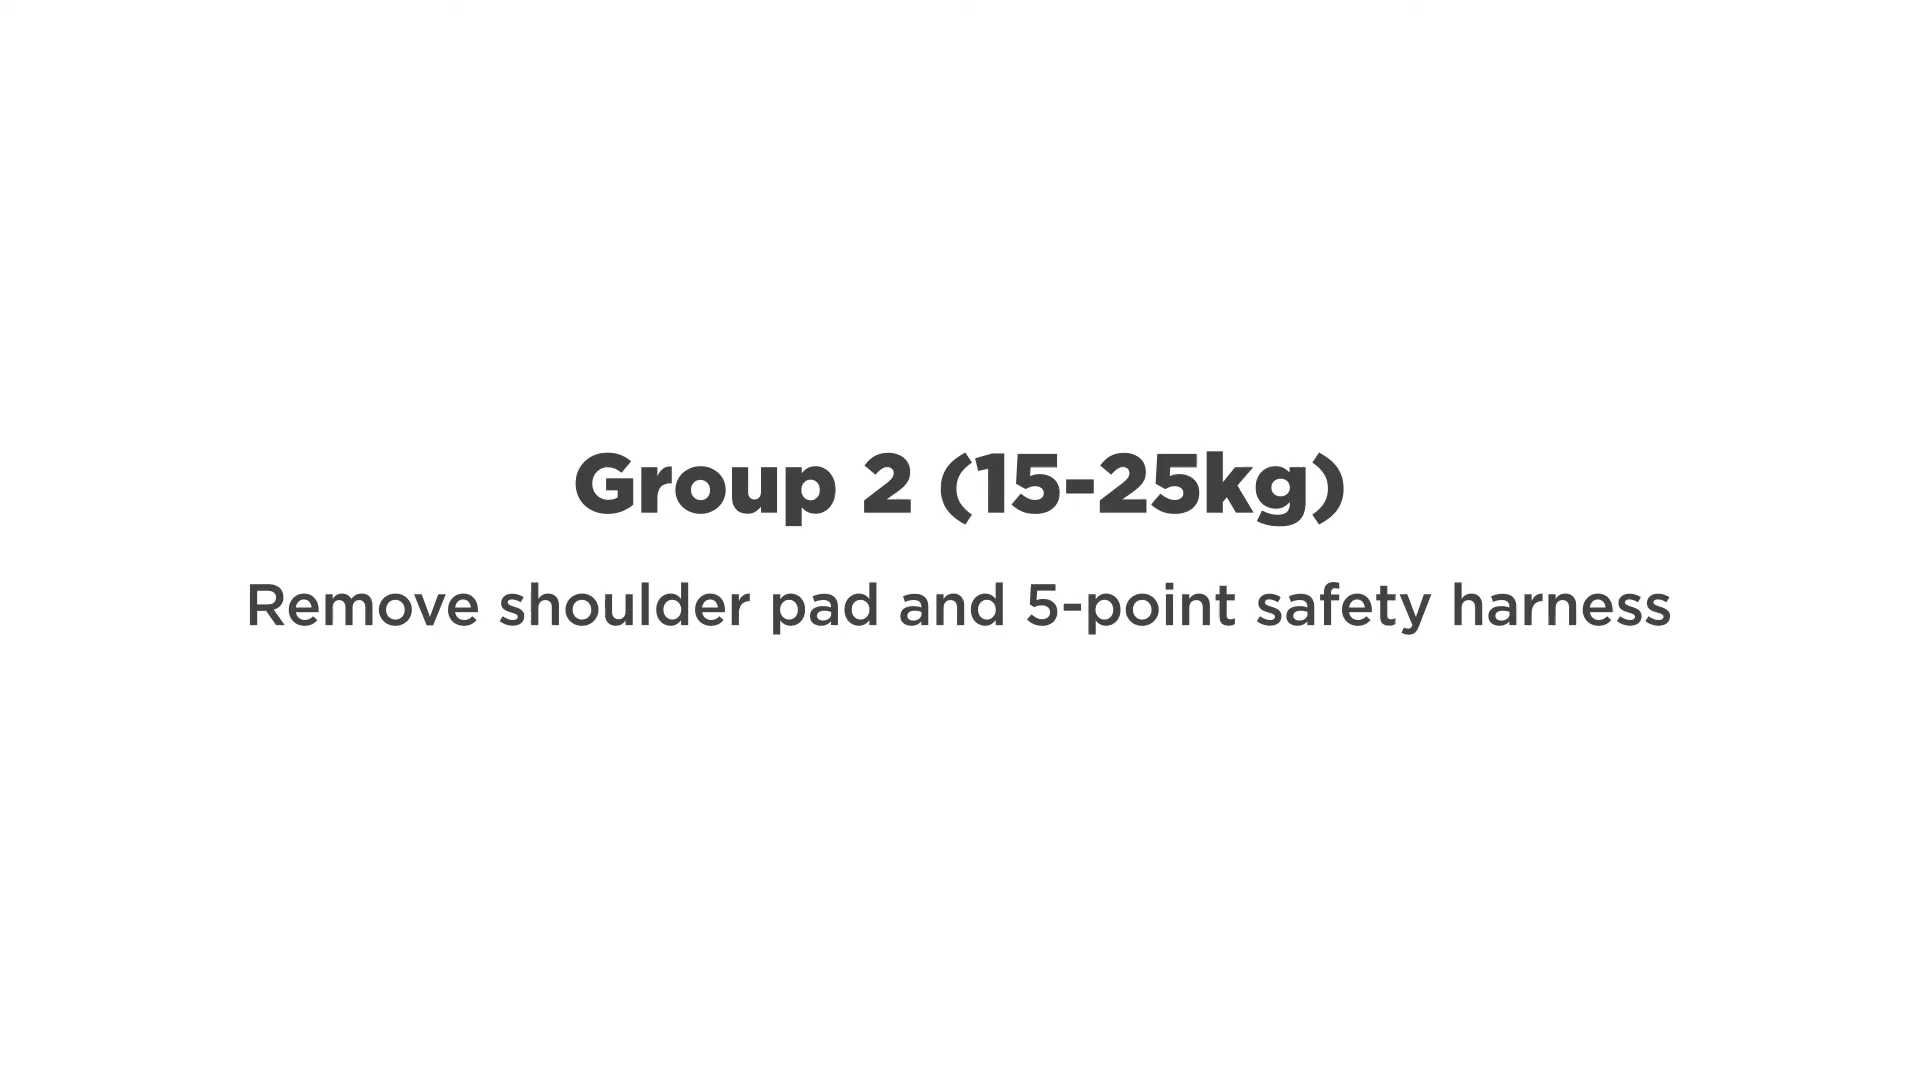 Group 2 (15-25kg)
Remove shoulder pad and 5-point safety harness